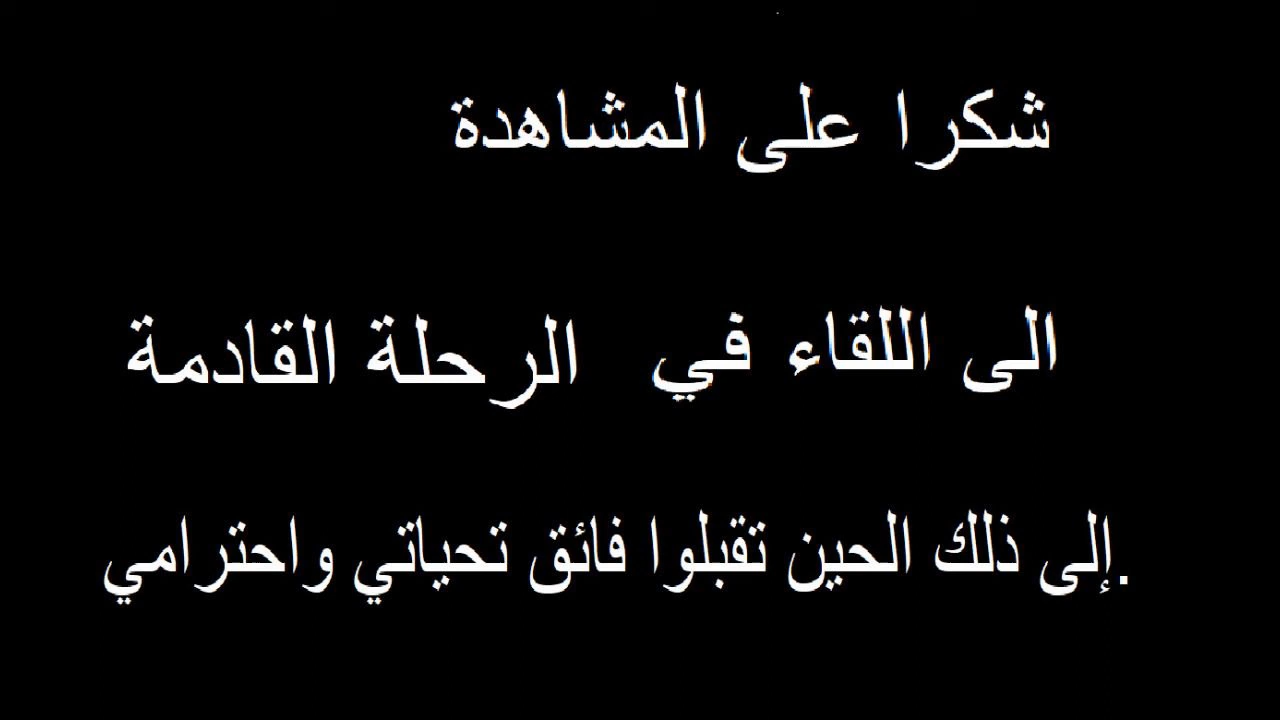 شكرا على المشاهدة
الى اللقاء في الرحلة القادمة
.إلى ذلك الحين تقبلوا فائق تحياتي واحترامي